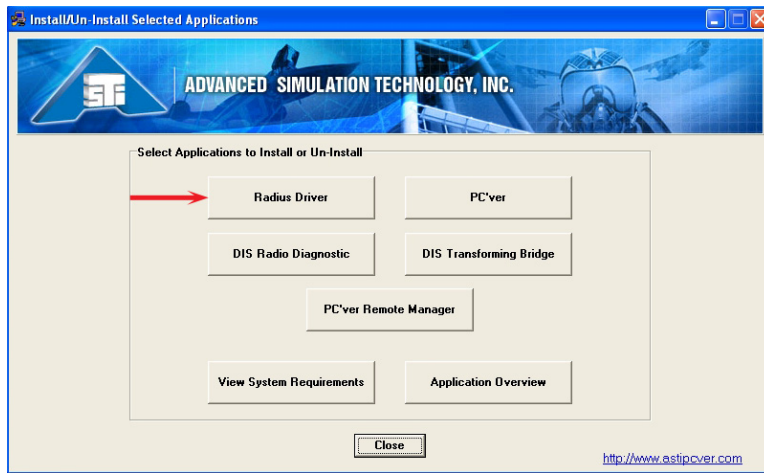 Install/Un-Install Selected Applications
STi
ADVANCED SIMULATION TECHNOLOGY, INC.
Select Applications to Install or Un-Install
Radius Driver
PC'ver
DIS Radio Diagnostic
DIS Transforming Bridge
PC'ver Remote Manager
View System Requirements
Application Overview
Close
http://www.astipcver.com